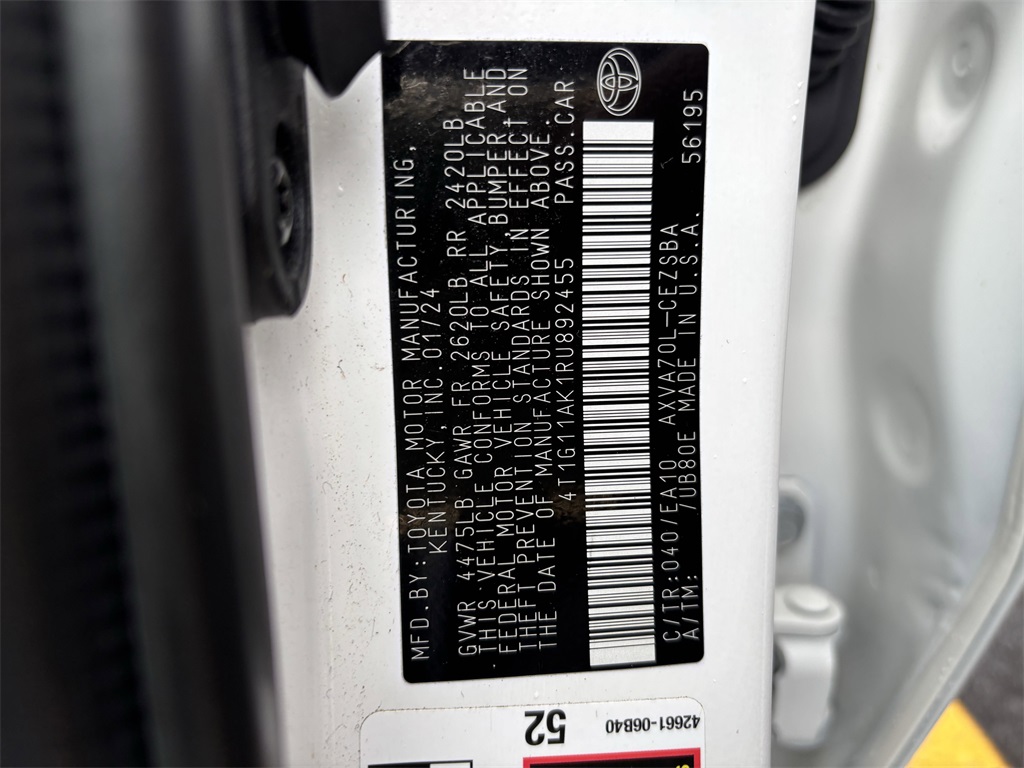 MFD.BY:TOYOTA MOTOR MANUFACTURING,
KENTUCKY,INC.01/24
GVWR 4475LB GAWR FR 2620LB RR 2420LB
THIS VEHICLE CONFORMS TO ALL APPLICABLE
FEDERAL MOTOR VEHICLE SAFETY, BUMPER AND
THEFT PREVENTION STANDARDS IN EFFECT ON
THE DATE OF MANUFACTURE SHOWN ABOVE.
4T1G11AK1RU892455 PASS.CAR
C/TR:040/EA10 AXVA70L-CEZSBA
A/TM: /UB80E MADE IN U.S.A. 56195
52
42661-06B40